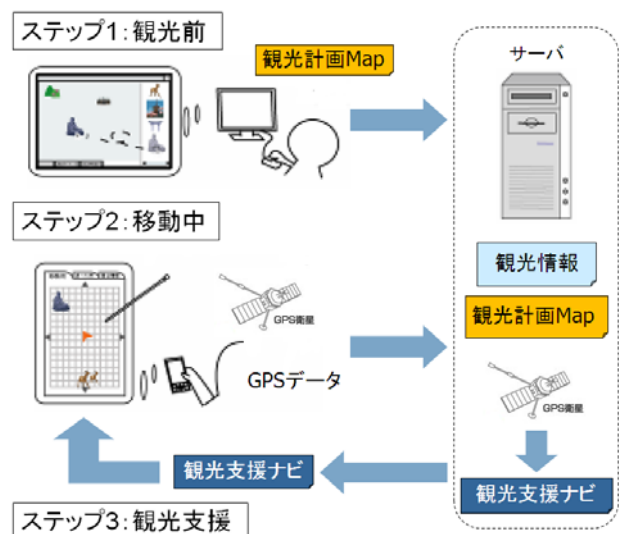 ステップ1:観光前
観光計画Map
サーバ
ステップ2:移動中
GPS衛星
GPSデータ
観光情報
観光計画Map
GPS衛星
観光支援ナビ
観光支援ナビ
ステップ3:観光支援